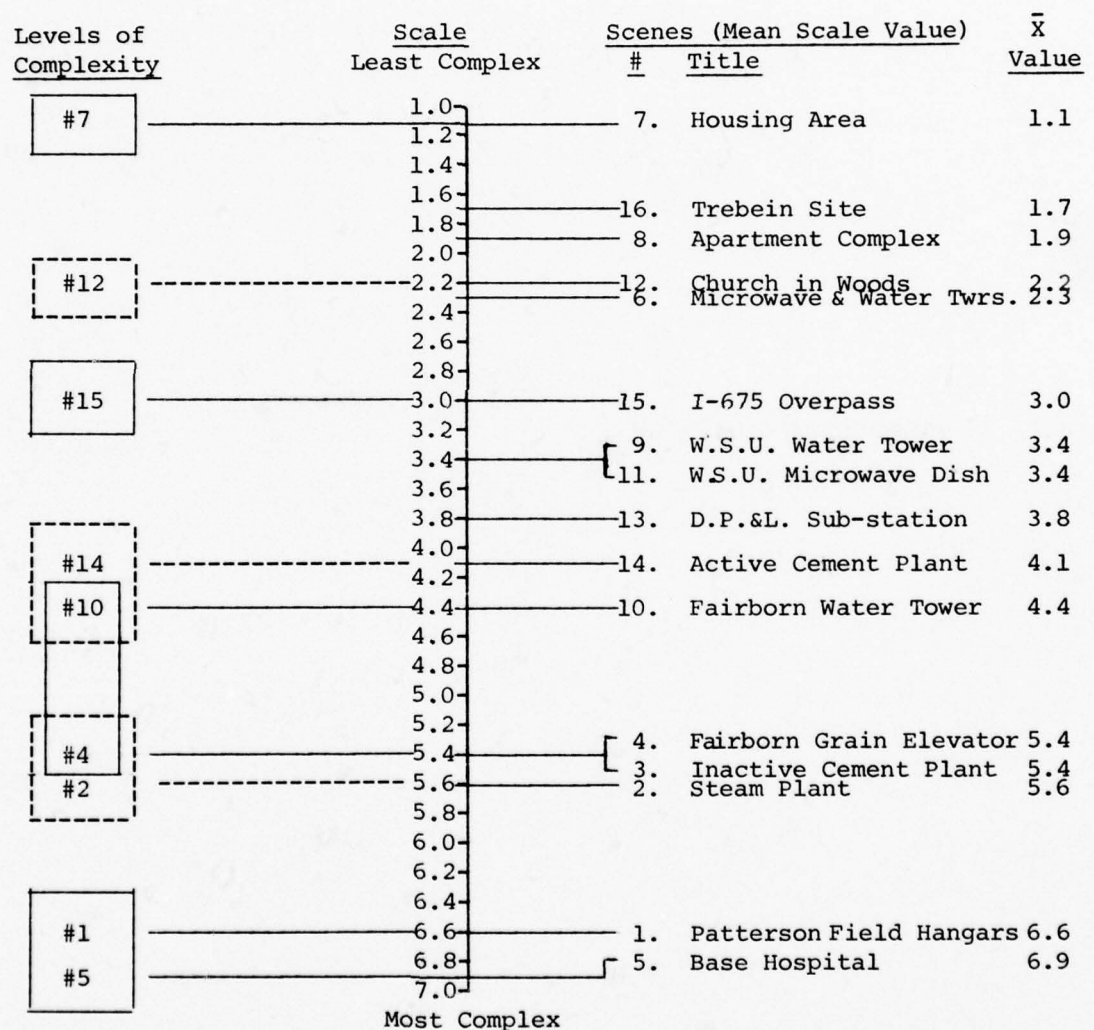 Levels of Scale Scenes (Mean Scale Value) X̄
Complexity Least Complex # Title Value
#7 1.0 7. Housing Area 1.1
1.2
1.4
1.6
16. Trebein Site 1.7
1.8
8. Apartment Complex 1.9
2.0
#12 2.2 12. Church in Woods 2.2
6. Microwave & Water Twrs. 2.3
2.4
2.6
2.8
#15 3.0 15. I-675 Overpass 3.0
3.2
9. W.S.U. Water Tower 3.4
3.4
11. W.S.U. Microwave Dish 3.4
3.6
3.8 13. D.P.&L. Sub-station 3.8
4.0
#14 14. Active Cement Plant 4.1
4.2
#10 4.4 10. Fairborn Water Tower 4.4
4.6
4.8
5.0
5.2
4. Fairborn Grain Elevator 5.4
#4 5.4
3. Inactive Cement Plant 5.4
#2 5.6 2. Steam Plant 5.6
5.8
6.0
6.2
6.4
#1 6.6 1. Patterson Field Hangars 6.6
6.8 5. Base Hospital 6.9
#5
7.0
Most Complex